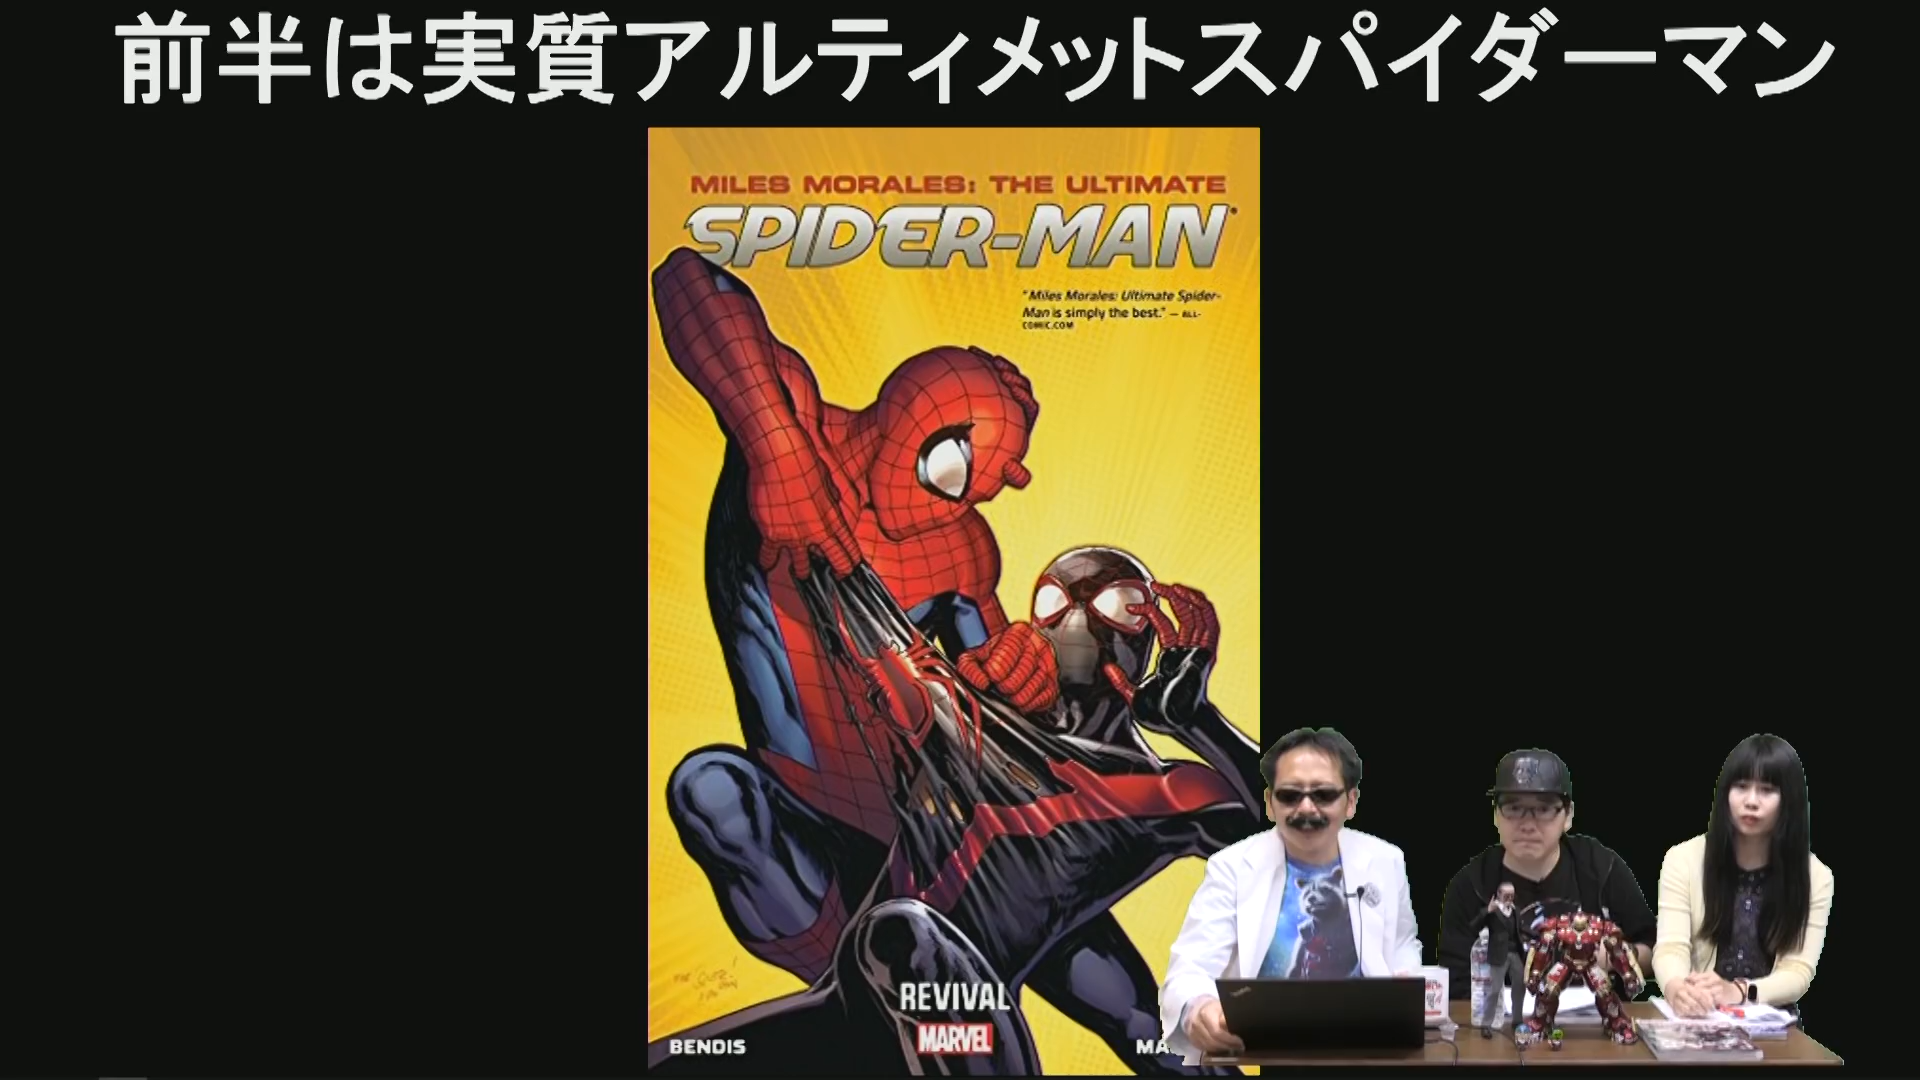 前半は実質アルティメットスパイダーマン
MILES MORALES: THE ULTIMATE
SPIDER-MAN
"Miles Morales: Ultimate Spider-
Man is simply the best." – ALL-
COMIC.COM
REVIVAL
MARVEL
BENDIS